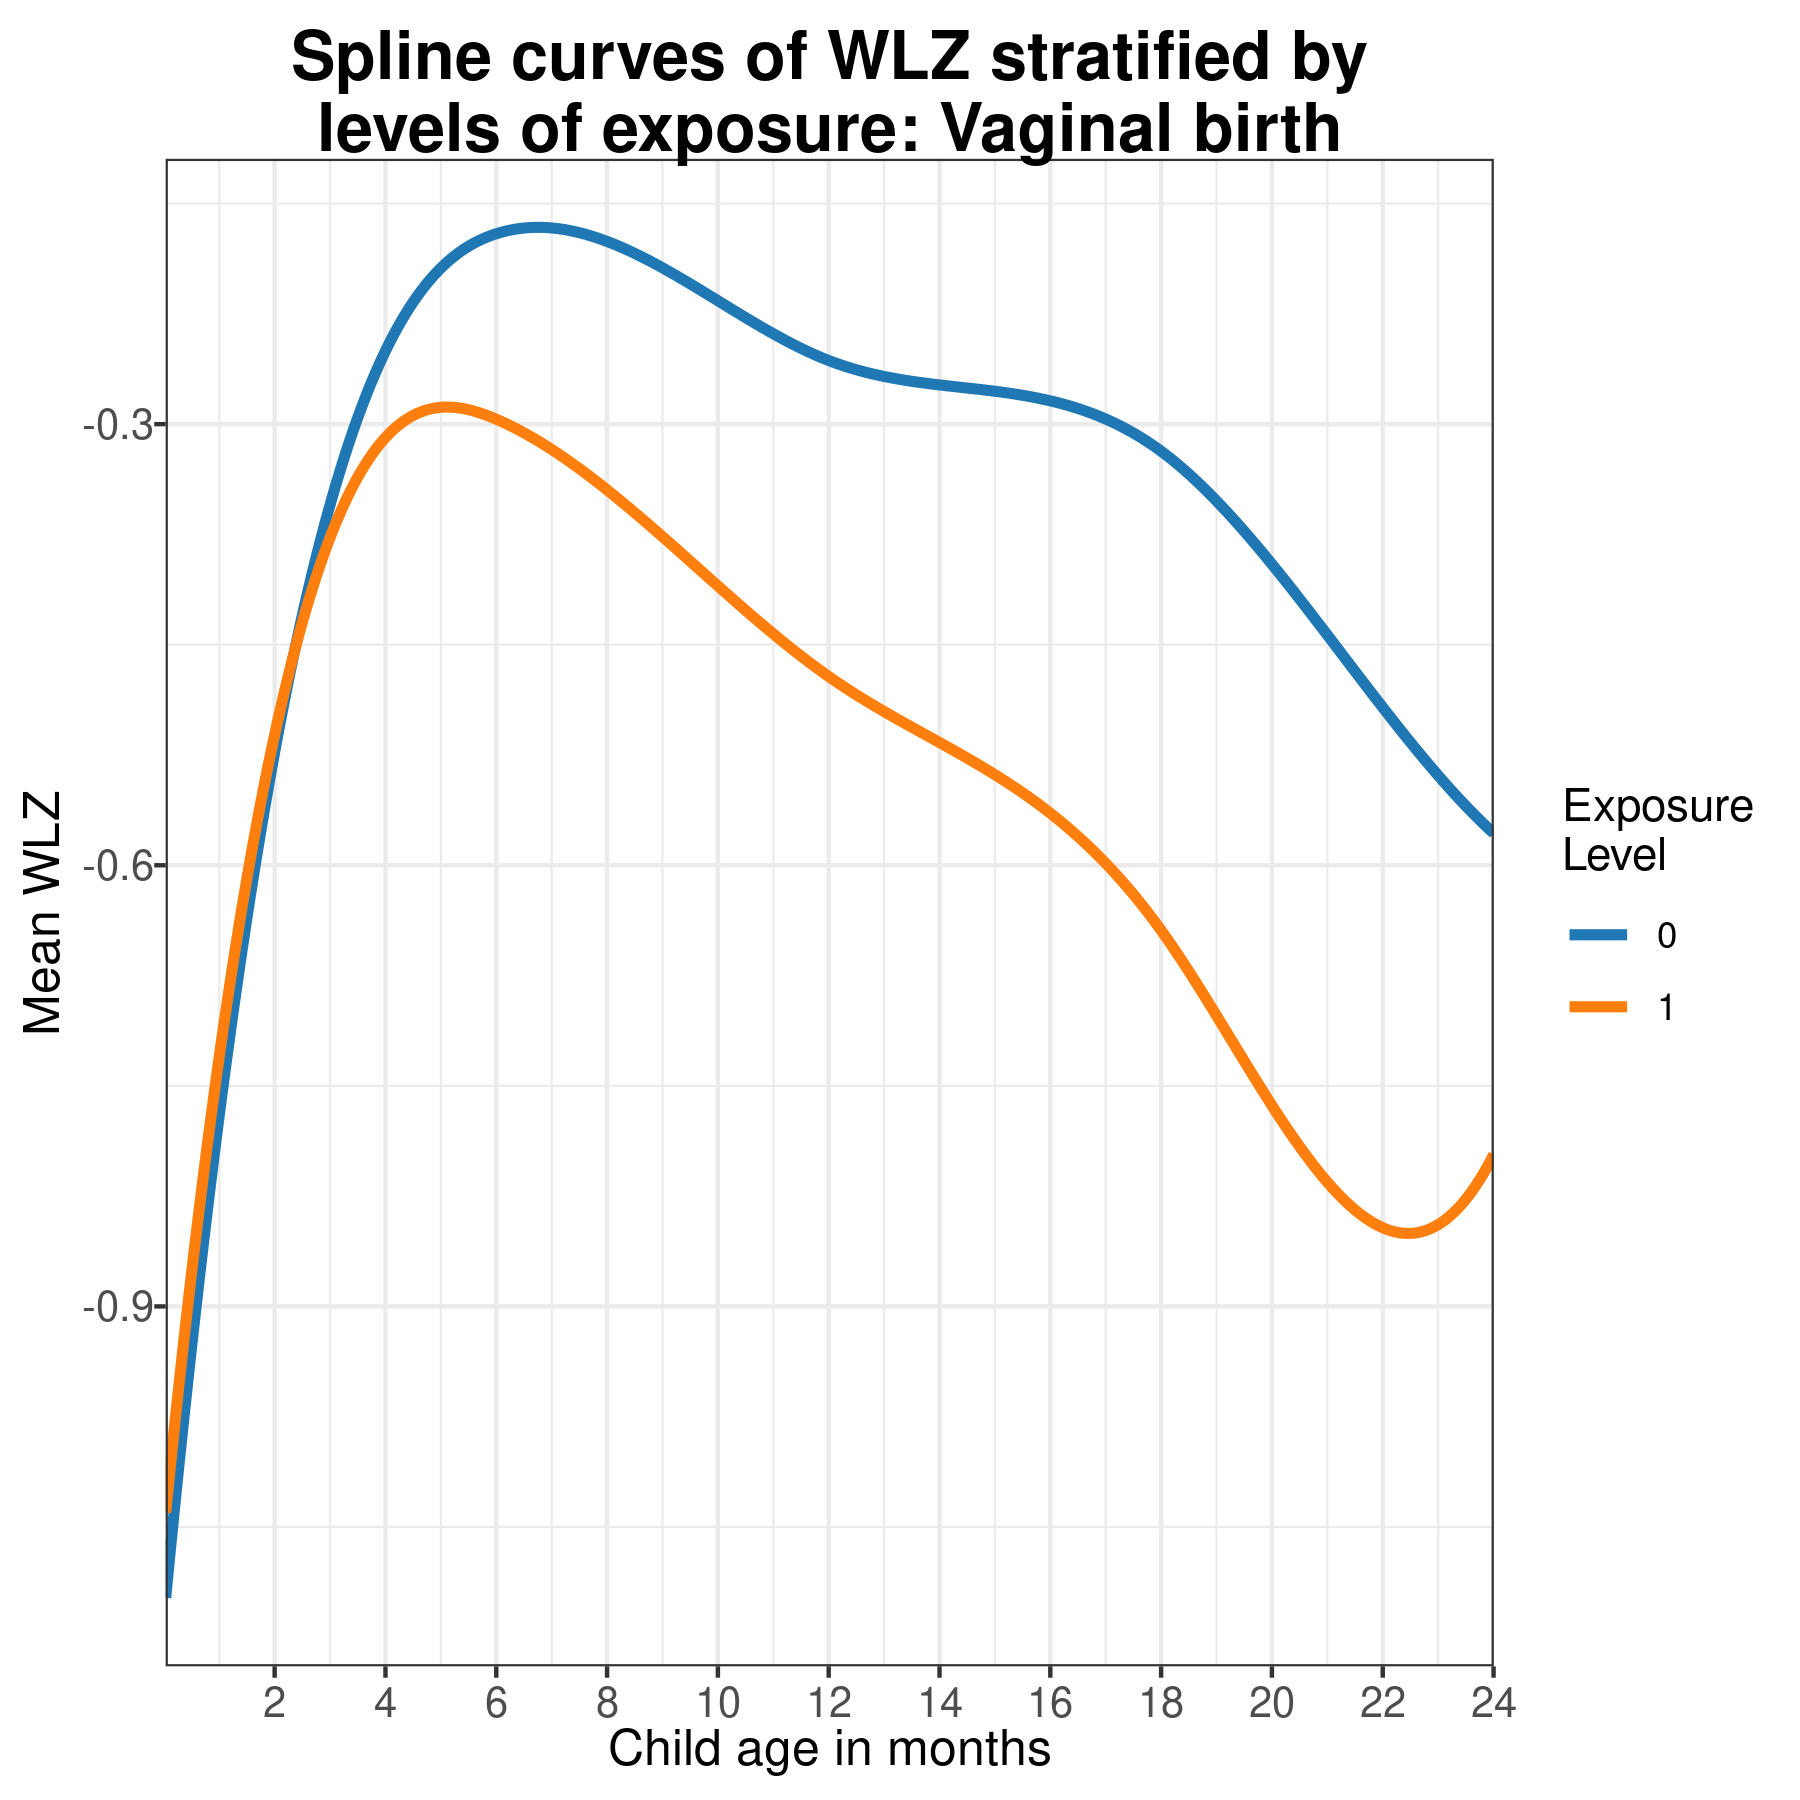 Spline curves of WLZ stratified by
levels of exposure: Vaginal birth
Mean WLZ
-0.3
-0.6
-0.9
2 4 6 8 10 12 14 16 18 20 22 24
Child age in months
Exposure
Level
0
1